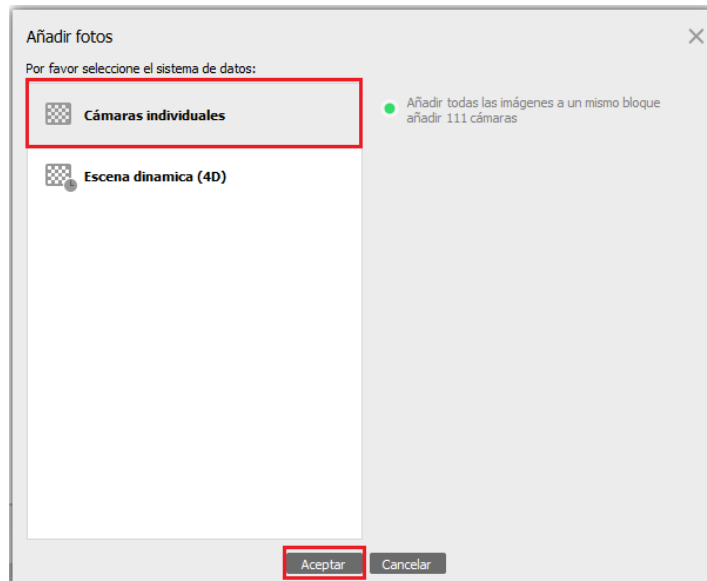 Añadir fotos
Por favor seleccione el sistema de datos:
Cámaras individuales
Añadir todas las imágenes a un mismo bloque
añadir 111 cámaras
Escena dinamica (4D)
Aceptar
Cancelar